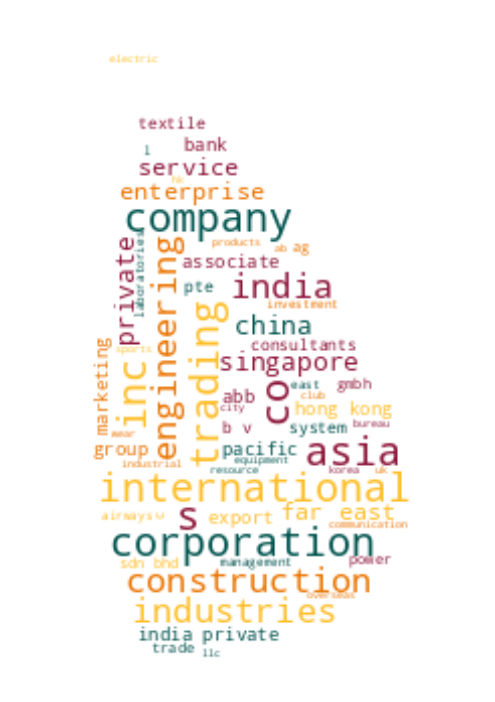 electric
textile
l
bank
service
hk
enterprise
company
private
laboratories
engineering
products
ab
ag
associate
pte
india
investment
trading
china
consultants
marketing
sports
inc
singapore
abb
co
east
gmbh
club
city
hong kong
wear
b v
system
bureau
group
pacific
asia
industrial
equipment
resource
korea
uk
international
airways
s
export
far east
communication
corporation
sdn bhd
management
power
construction
overseas
industries
india private
trade
llc